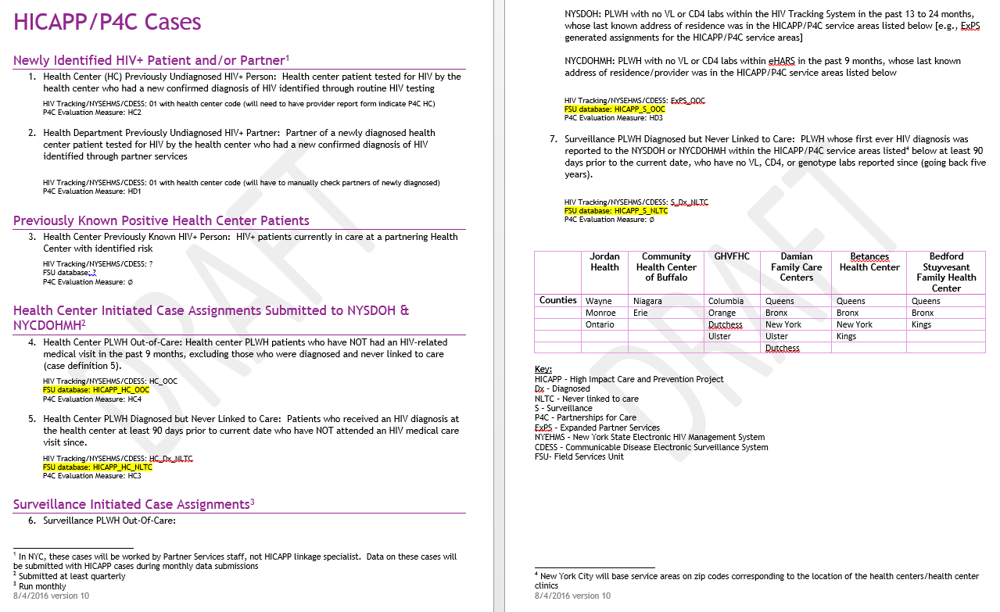 HICAPP/P4C Cases
Newly Identified HIV+ Patient and/or Partner1
1. Health Center (HC) Previously Undiagnosed HIV+ Person: Health center patient tested for HIV by the
health center who had a new confirmed diagnosis of HIV identified through routine HIV testing
HIV Tracking/NYSEHMS/CDESS: 01 with health center code (will need to have provider report form indicate P4C HC)
P4C Evaluation Measure: HC2
2. Health Department Previously Undiagnosed HIV+ Partner: Partner of a newly diagnosed health
center patient tested for HIV by the health center who had a new confirmed diagnosis of HIV
identified through partner services
HIV Tracking/NYSEHMS/CDESS: 01 with health center code (will have to manually check partners of newly diagnosed)
P4C Evaluation Measure: HD1
Previously Known Positive Health Center Patients
3. Health Center Previously Known HIV+ Person: HIV+ patients currently in care at a partnering Health
Center with identified risk
HIV Tracking/NYSEHMS/CDESS: ?
FSU database: ?
P4C Evaluation Measure: Ø
Health Center Initiated Case Assignments Submitted to NYSDOH &
NYCDOHMH2
4. Health Center PLWH Out-of-Care: Health center PLWH patients who have NOT had an HIV-related
medical visit in the past 9 months, excluding those who were diagnosed and never linked to care
(case definition 5).
HIV Tracking/NYSEHMS/CDESS: HC_OOC
FSU database: HICAPP_HC_OOC
P4C Evaluation Measure: HC4
5. Health Center PLWH Diagnosed but Never Linked to Care: Patients who received an HIV diagnosis at
the health center at least 90 days prior to current date who have NOT attended an HIV medical care
visit since.
HIV Tracking/NYSEHMS/CDESS: HC_Dx_NLTC
FSU database: HICAPP_HC_NLTC
P4C Evaluation Measure: HC3
Surveillance Initiated Case Assignments3
6. Surveillance PLWH Out-Of-Care:
1 In NYC, these cases will be worked by Partner Services staff, not HICAPP linkage specialist. Data on these cases will
be submitted with HICAPP cases during monthly data submissions
2 Submitted at least quarterly
3 Run monthly
8/4/2016 version 10
DRAFT
NYSDOH: PLWH with no VL or CD4 labs within the HIV Tracking System in the past 13 to 24 months,
whose last known address of residence was in the HICAPP/P4C service areas listed below [e.g., ExPS
generated assignments for the HICAPP/P4C service areas]
NYCDOHMH: PLWH with no VL or CD4 labs within eHARS in the past 9 months, whose last known
address of residence/provider was in the HICAPP/P4C service areas listed below
HIV Tracking/NYSEHMS/CDESS: ExPS_OOC
FSU database: HICAPP_S_OOC
P4C Evaluation Measure: HD3
7. Surveillance PLWH Diagnosed but Never Linked to Care: PLWH whose first ever HIV diagnosis was
reported to the NYSDOH or NYCDOHMH within the HICAPP/P4C service areas listed4 below at least 90
days prior to the current date, who have no VL, CD4, or genotype labs reported since (going back five
years).
HIV Tracking/NYSEHMS/CDESS: S_Dx_NLTC
FSU database: HICAPP_S_NLTC
P4C Evaluation Measure: Ø
Jordan Health Community Health Center of Buffalo GHVFHC Damian Family Care Centers Betances Health Center Bedford Stuyvesant Family Health Center
Counties Wayne Niagara Columbia Queens Queens Queens
Monroe Erie Orange Bronx Bronx Bronx
Ontario Dutchess New York New York Kings
Ulster Ulster Kings
Dutchess
Key:
HICAPP - High Impact Care and Prevention Project
Dx - Diagnosed
NLTC - Never linked to care
S - Surveillance
P4C - Partnerships for Care
ExPS - Expanded Partner Services
NYEHMS - New York State Electronic HIV Management System
CDESS - Communicable Disease Electronic Surveillance System
FSU- Field Services Unit
4 New York City will base service areas on zip codes corresponding to the location of the health centers/health center
clinics
8/4/2016 version 10
DRAFT